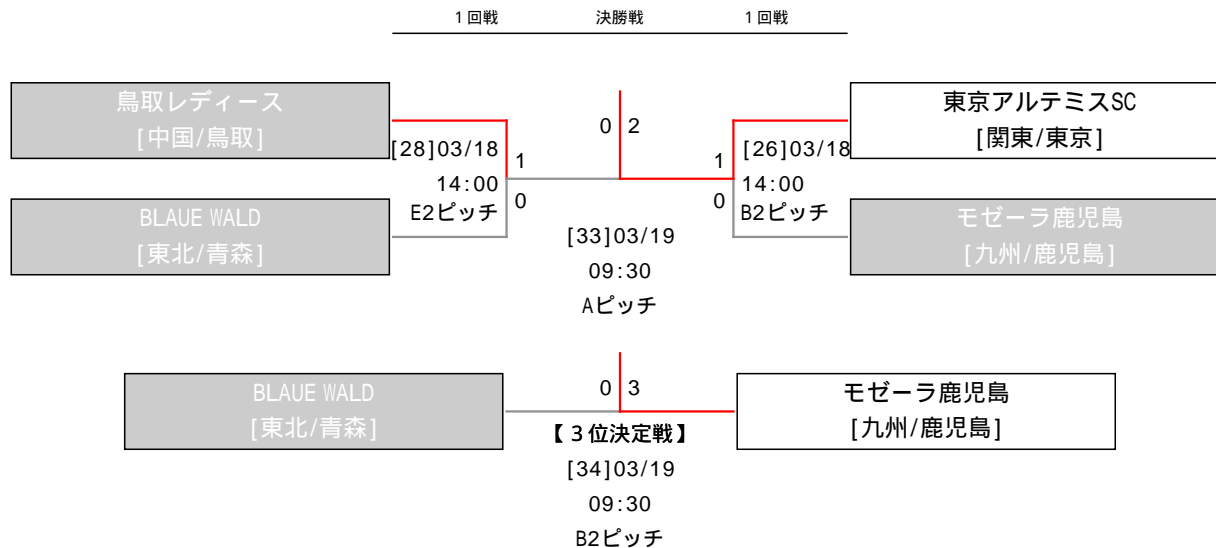 1回戦 決勝戦 1回戦
鳥取レディース
[中国/鳥取]
東京アルテミスSC
[関東/東京]
0 2
[28]03/18
1
14:00
0
E2ピッチ
1
[26]03/18
14:00
0
B2ピッチ
BLAUE WALD
[東北/青森]
モゼーラ鹿児島
[九州/鹿児島]
[33]03/19
09:30
Aピッチ
BLAUE WALD
[東北/青森]
0 3
モゼーラ鹿児島
[九州/鹿児島]
【3位決定戦】
[34]03/19
09:30
B2ピッチ